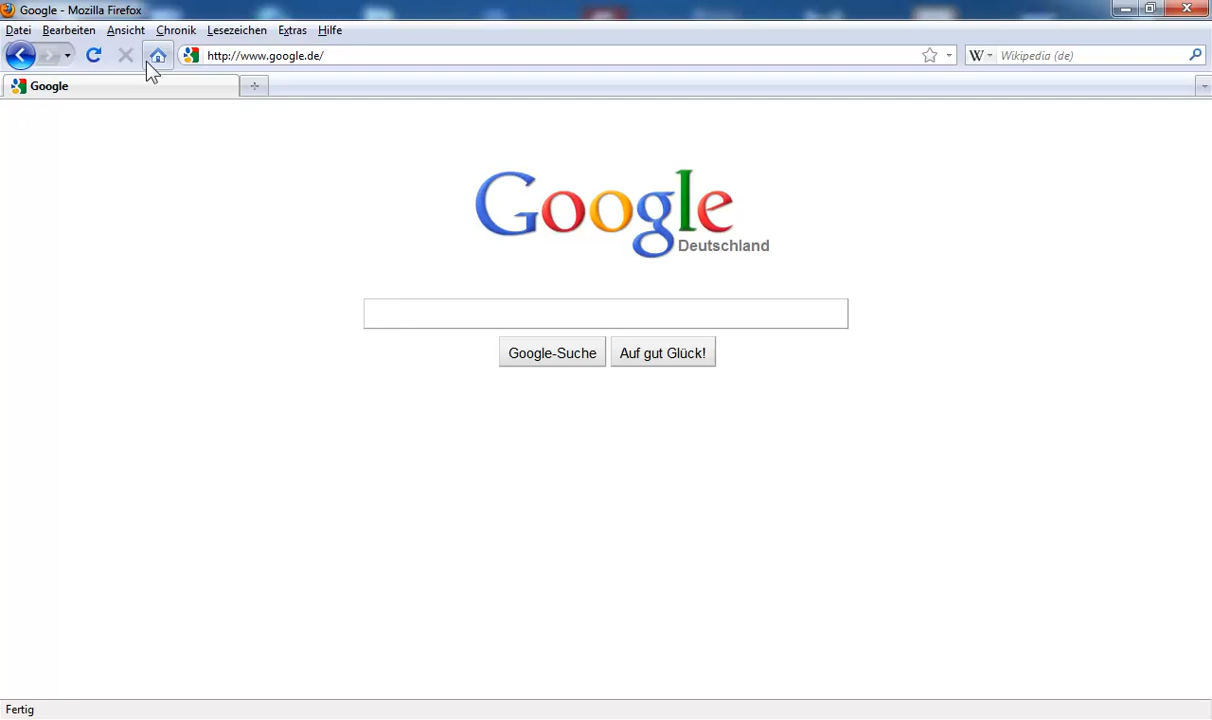 Google - Mozilla Firefox
Datei Bearbeiten Ansicht Chronik Lesezeichen Extras Hilfe
http://www.google.de/ W Wikipedia (de)
Google
Google
Deutschland
Google-Suche Auf gut Glück!
Fertig